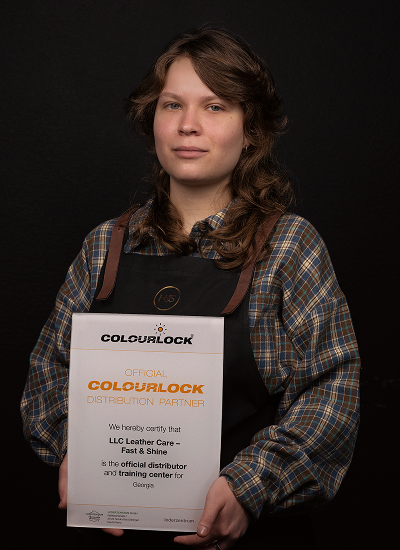 COLOURLOCK
OFFICIAL
COLOURLOCK
DISTRIBUTION PARTNER
We hereby certify that
LLC Leather Care –
Fast & Shine
is the official distributor
and training center for
Georgia
lederzentrum